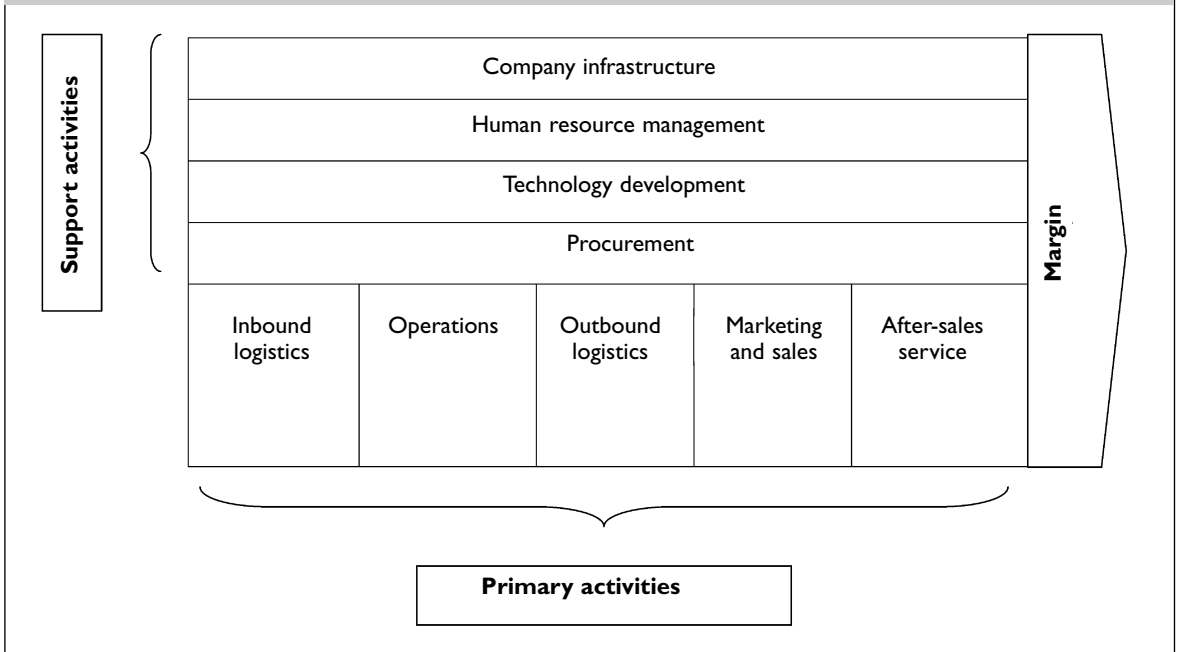 Support activities
Company infrastructure
Human resource management
Technology development
Procurement
Margin
Inbound
logistics
Operations
Outbound
logistics
Marketing
and sales
After-sales
service
Primary activities